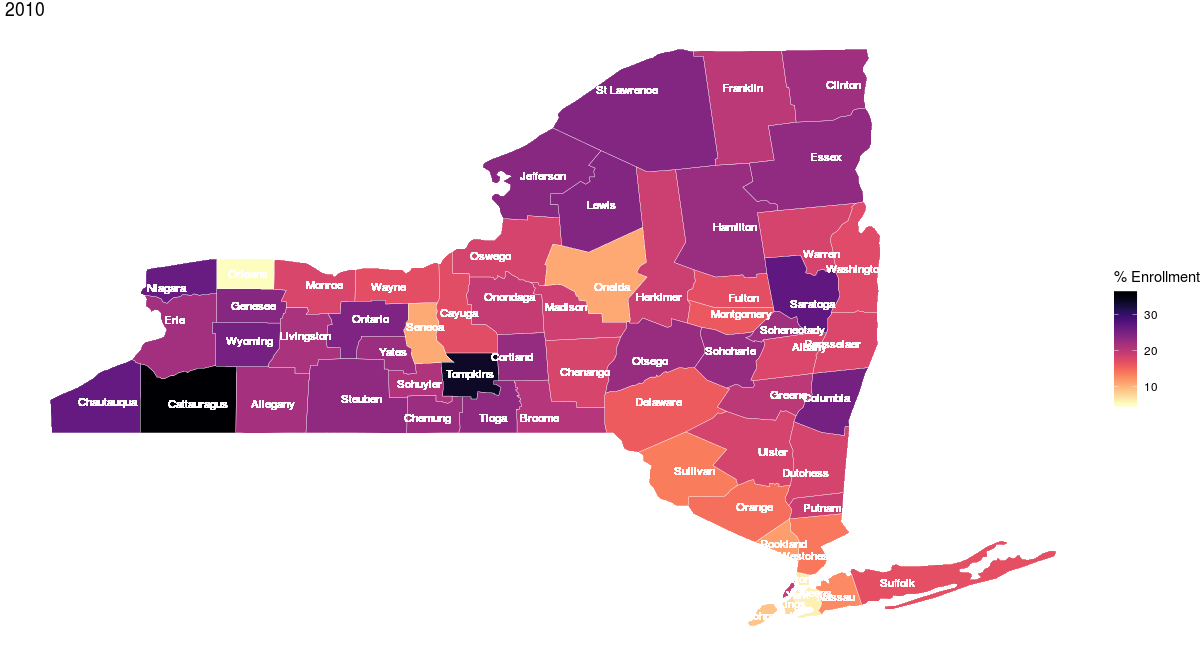 2010
St Lawrence
Franklin
Clinton
Essex
Jefferson
Lewis
Hamilton
Warren
Washington
Oswego
Oneida
Herkimer
Fulton
Saratoga
Montgomery
Schenectady
Albany
Rensselaer
Niagara
Orleans
Monroe
Wayne
Cayuga
Onondaga
Madison
Erie
Genesee
Ontario
Seneca
Wyoming
Livingston
Yates
Cortland
Otsego
Schoharie
Chautauqua
Cattaraugus
Allegany
Steuben
Schuyler
Tompkins
Chenango
Chemung
Tioga
Broome
Delaware
Greene
Columbia
Sullivan
Ulster
Dutchess
Orange
Putnam
Rockland
Westches
Nassau
Suffolk
% Enrollment
30
20
10